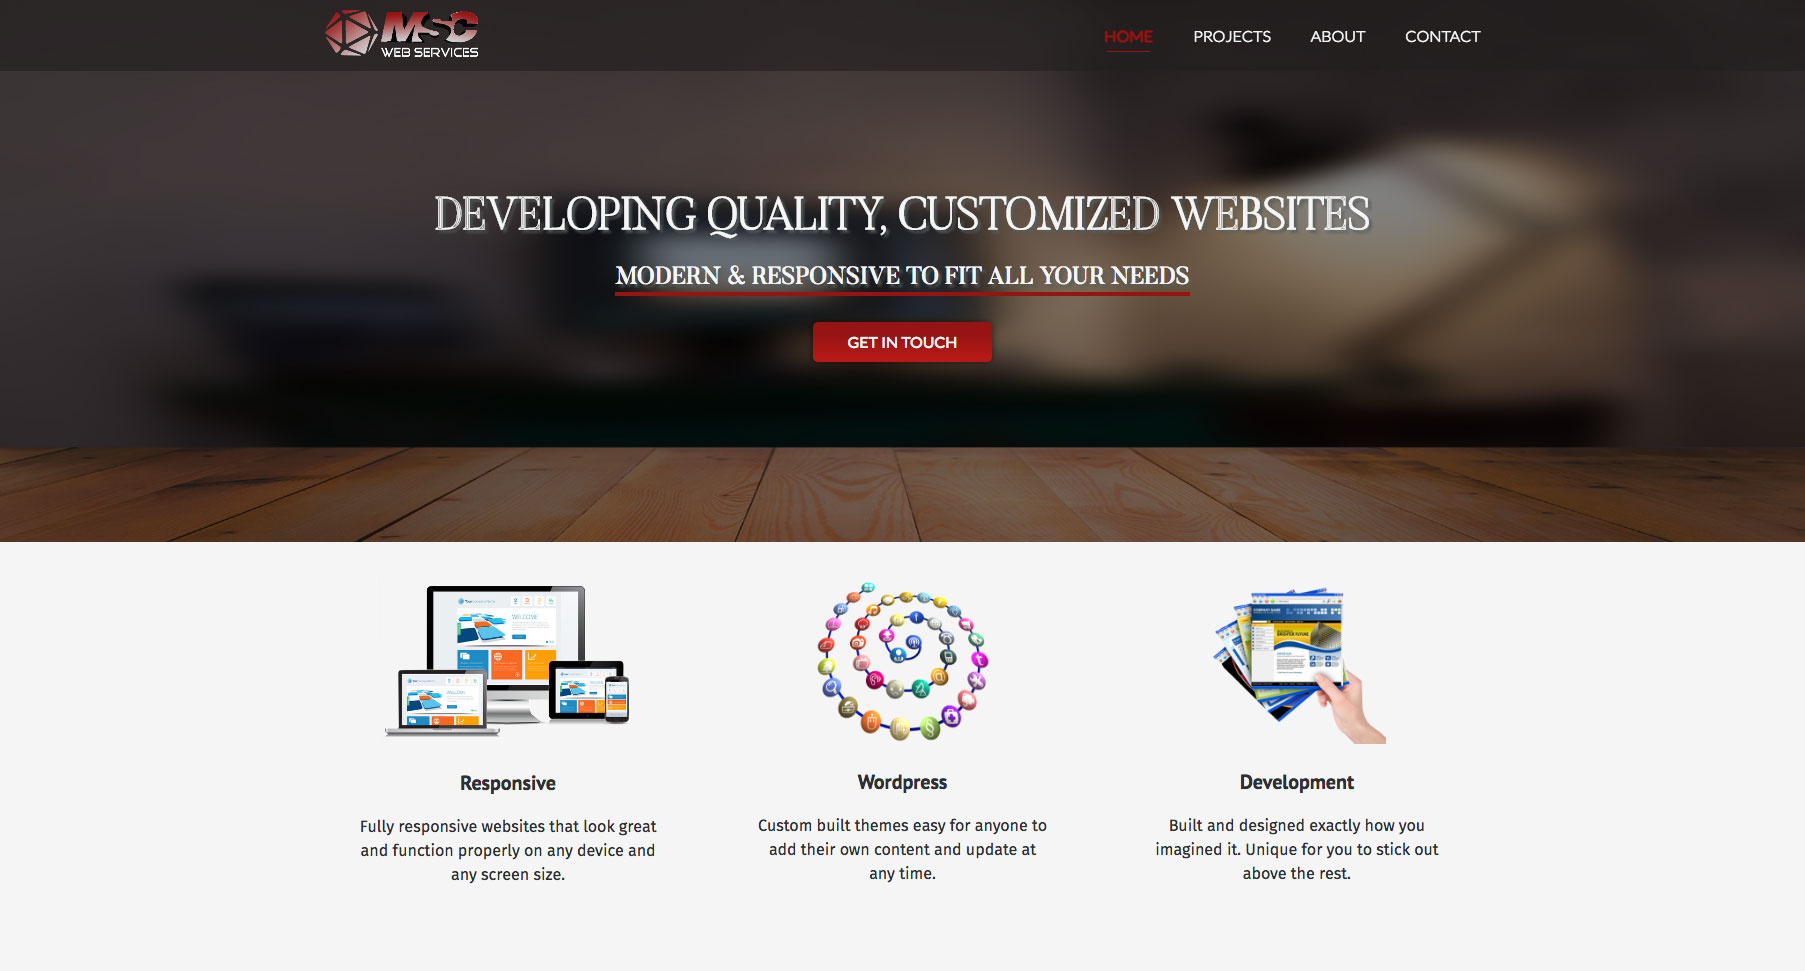 MSC
WEB SERVICES
HOME PROJECTS ABOUT CONTACT
DEVELOPING QUALITY, CUSTOMIZED WEBSITES
MODERN & RESPONSIVE TO FIT ALL YOUR NEEDS
GET IN TOUCH
WELCOME
COMPANY NAME
Responsive
Fully responsive websites that look great
and function properly on any device and
any screen size.
Wordpress
Custom built themes easy for anyone to
add their own content and update at
any time.
Development
Built and designed exactly how you
imagined it. Unique for you to stick out
above the rest.